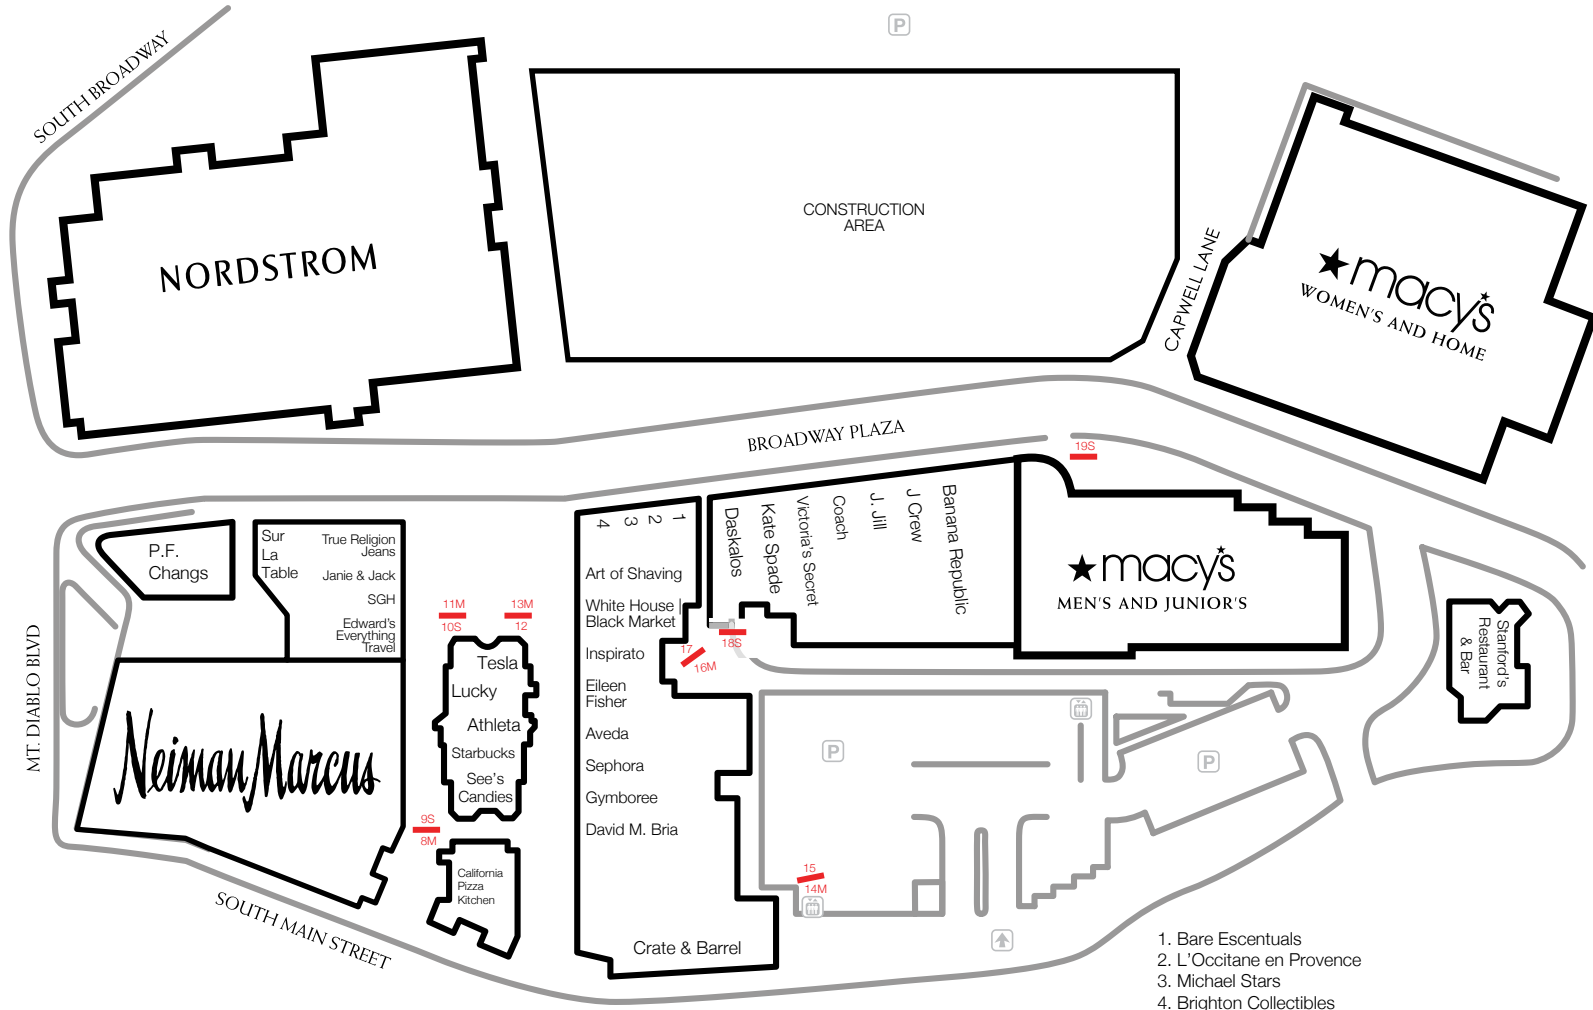 P
SOUTH BROADWAY
NORDSTROM
CONSTRUCTION
AREA
CAPWELL LANE
macy's
WOMEN'S AND HOME
BROADWAY PLAZA
19S
P.F.
Changs
Sur
La
Table
True Religion
Jeans
Janie & Jack
SGH
Edward's
Everything
Travel
MT. DIABLO BLVD
Neiman Marcus
11M
10S
13M
12
Tesla
Lucky
Athleta
Starbucks
See's
Candies
9S
8M
California
Pizza
Kitchen
SOUTH MAIN STREET
4
3
2
1
Art of Shaving
White House |
Black Market
Inspirato
Eileen
Fisher
Aveda
Sephora
Gymboree
David M. Bria
Crate & Barrel
17
16M
18S
Daskalos
Kate Spade
Victoria's Secret
Coach
J. Jill
J Crew
Banana Republic
macy's
MEN'S AND JUNIOR'S
Stanford's
Restaurant
& Bar
P
P
15
14M
1. Bare Escentuals
2. L'Occitane en Provence
3. Michael Stars
4. Brighton Collectibles